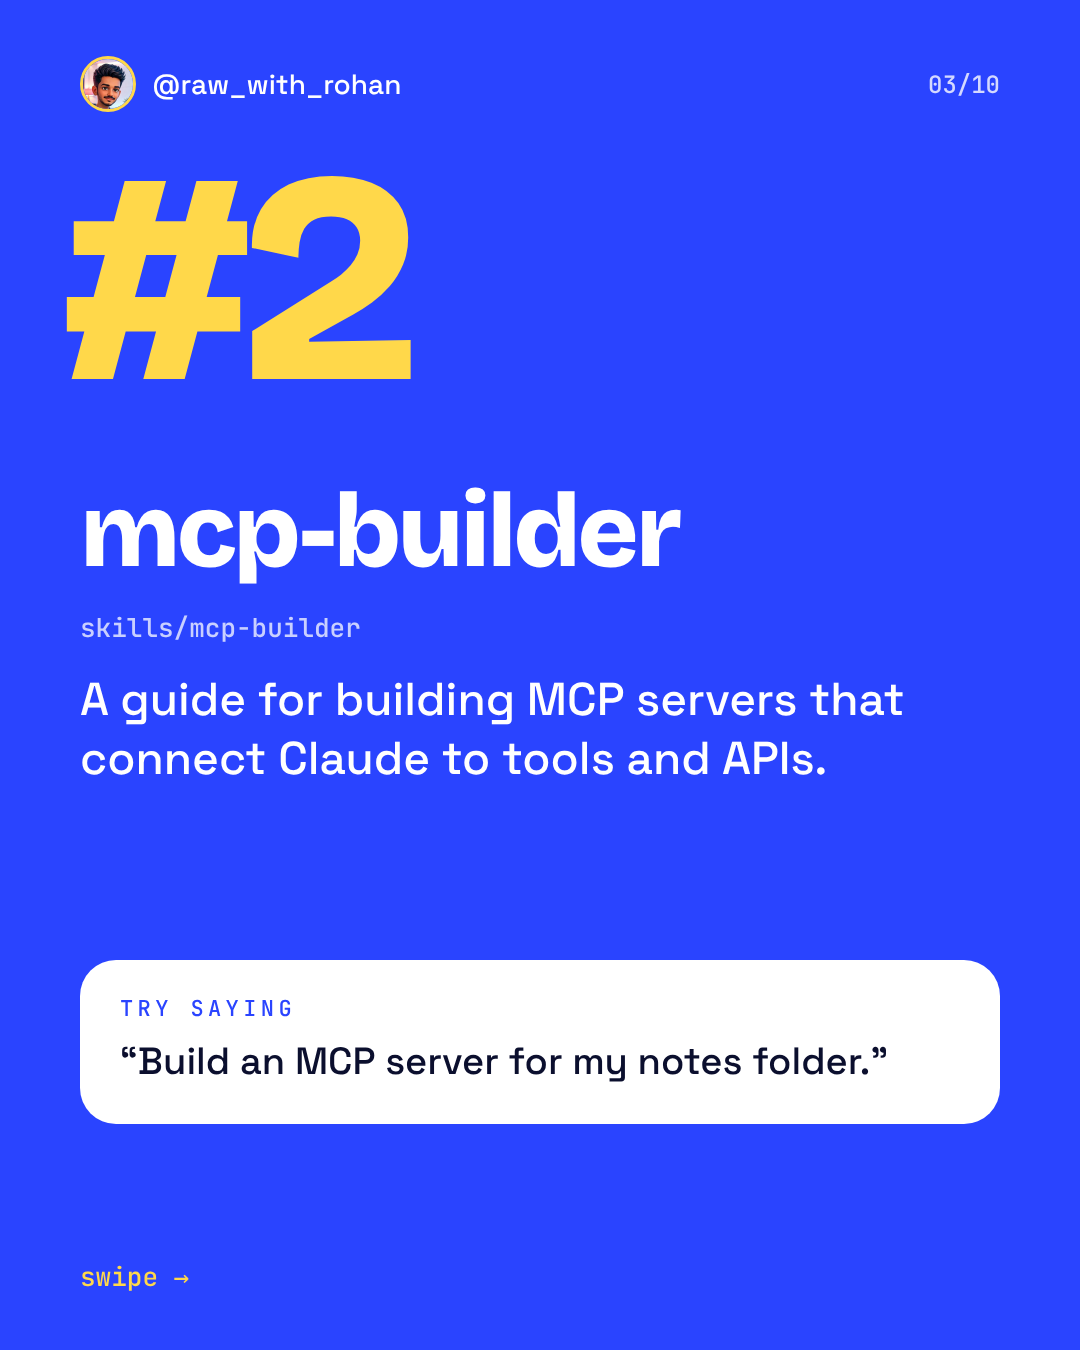 @raw_with_rohan
03/10
#2
mcp-builder
skills/mcp-builder
A guide for building MCP servers that
connect Claude to tools and APIs.
TRY SAYING
“Build an MCP server for my notes folder.”
swipe →